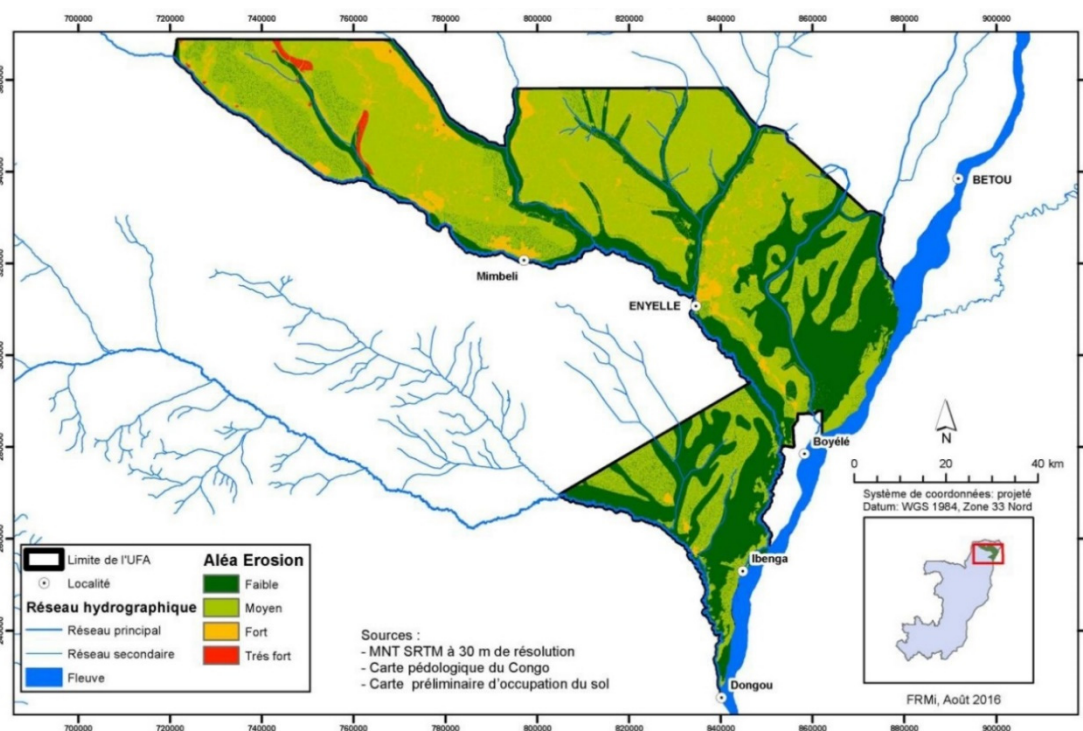 700000 720000 740000 760000 780000 800000 820000 840000 860000 880000 900000
BETOU
Mimbeli
ENYELLE
Boyélé
Ibenga
Dongou
N
0 20 40 km
Système de coordonnées: projeté
Datum: WGS 1984, Zone 33 Nord
Limite de l'UFA
Localité
Réseau hydrographique
Réseau principal
Réseau secondaire
Fleuve
Aléa Erosion
Faible
Moyen
Fort
Trés fort
Sources :
- MNT SRTM à 30 m de résolution
- Carte pédologique du Congo
- Carte préliminaire d'occupation du sol
FRMi, Août 2016
700000 720000 740000 760000 780000 800000 820000 840000 860000 880000 900000